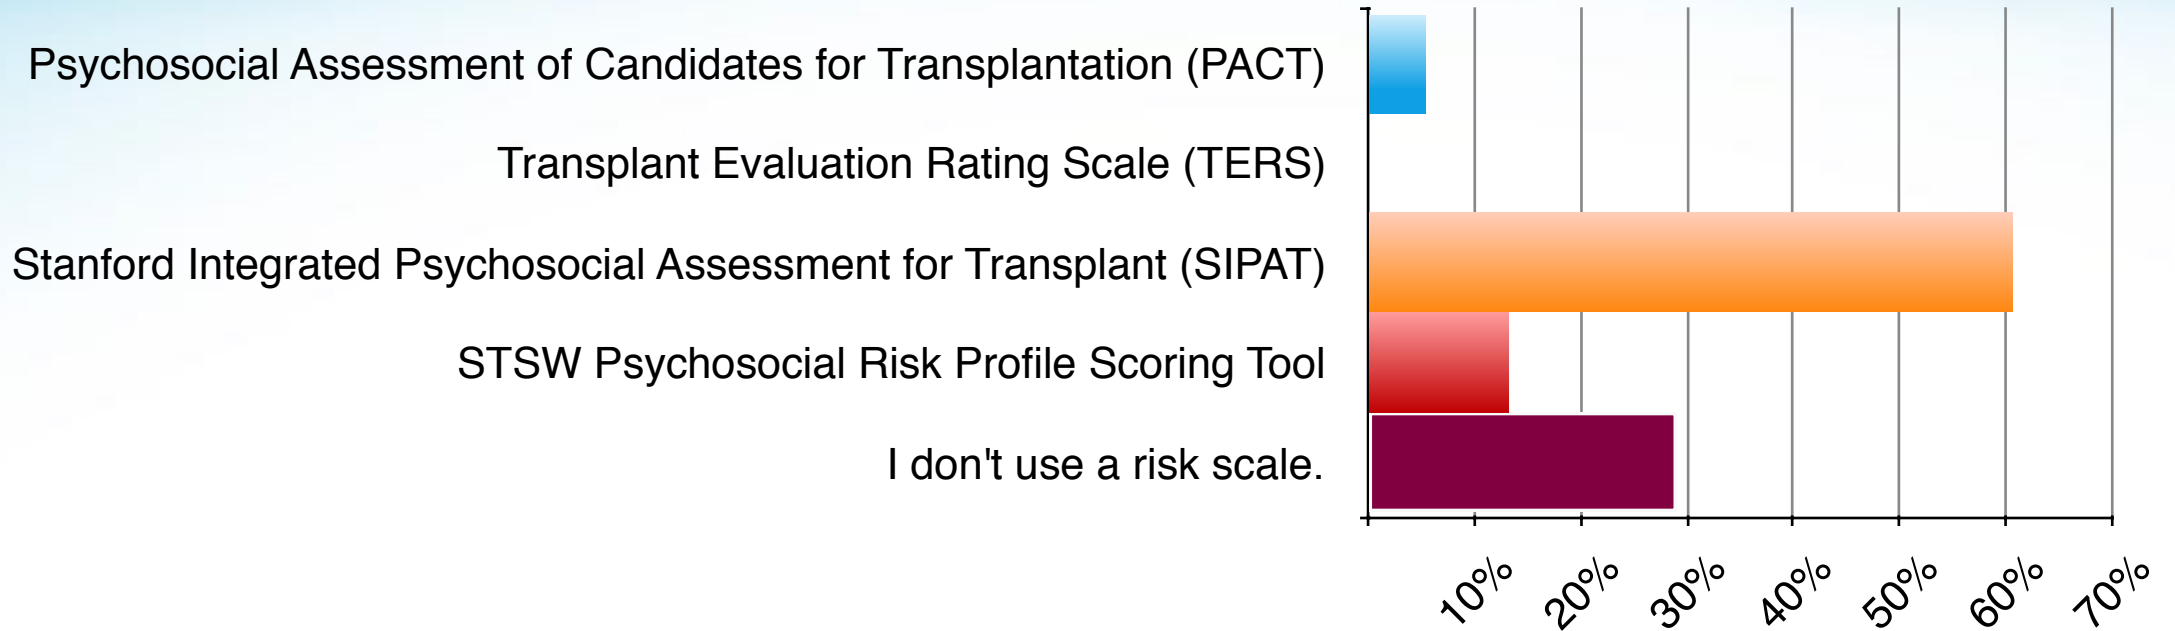 Psychosocial Assessment of Candidates for Transplantation (PACT)
Transplant Evaluation Rating Scale (TERS)
Stanford Integrated Psychosocial Assessment for Transplant (SIPAT)
STSW Psychosocial Risk Profile Scoring Tool
I don't use a risk scale.
10% 20% 30% 40% 50% 60% 70%